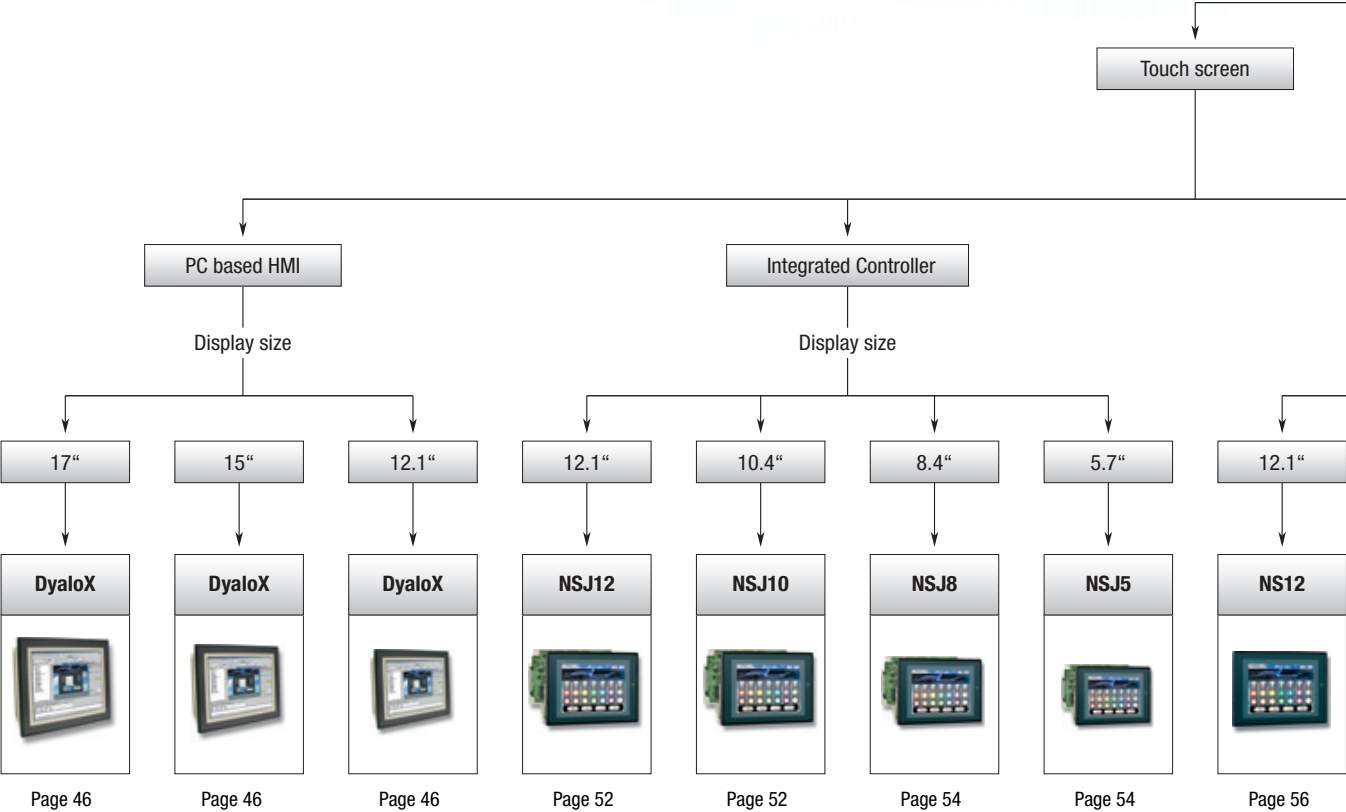 Touch screen
PC based HMI
Integrated Controller
Display size
Display size
17“
15“
12.1“
12.1“
10.4“
8.4“
5.7“
12.1“
DyaloX
DyaloX
DyaloX
NSJ12
NSJ10
NSJ8
NSJ5
NS12
Page 46
Page 46
Page 46
Page 52
Page 52
Page 54
Page 54
Page 56